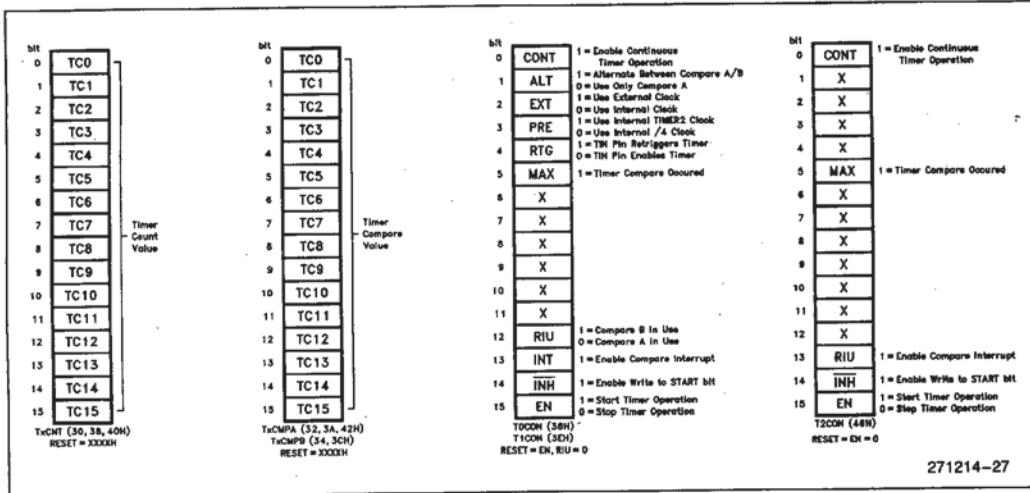 bit
0 TC0
1 TC1
2 TC2
3 TC3
4 TC4
5 TC5
6 TC6
7 TC7
8 TC8
9 TC9
10 TC10
11 TC11
12 TC12
13 TC13
14 TC14
15 TC15
Timer
Count
Value
TxCNT (30, 38, 40H)
RESET = XXXXH
bit
0 TC0
1 TC1
2 TC2
3 TC3
4 TC4
5 TC5
6 TC6
7 TC7
8 TC8
9 TC9
10 TC10
11 TC11
12 TC12
13 TC13
14 TC14
15 TC15
Timer
Compare
Value
TxCMPA (32, 3A, 42H)
TxCMPB (34, 3CH)
RESET = XXXXH
bit
0 CONT 1 = Enable Continuous
Timer Operation
1 ALT 1 = Alternate Between Compare A/B
0 = Use Only Compare A
2 EXT 1 = Use External Clock
0 = Use Internal Clock
3 PRE 1 = Use Internal TIMER2 Clock
0 = Use Internal /4 Clock
4 RTG 1 = TIN Pin Retriggers Timer
0 = TIN Pin Enables Timer
5 MAX 1 = Timer Compare Occured
6 X
7 X
8 X
9 X
10 X
11 X
12 RIU 1 = Compare B in Use
0 = Compare A in Use
13 INT 1 = Enable Compare Interrupt
14 INH 1 = Enable Write to START bit
15 EN 1 = Start Timer Operation
0 = Stop Timer Operation
T0CON (36H)
T1CON (3EH)
RESET = EN, RIU = 0
bit
0 CONT 1 = Enable Continuous
Timer Operation
1 X
2 X
3 X
4 X
5 MAX 1 = Timer Compare Occured
6 X
7 X
8 X
9 X
10 X
11 X
12 X
13 RIU 1 = Enable Compare Interrupt
14 INH 1 = Enable Write to START bit
15 EN 1 = Start Timer Operation
0 = Stop Timer Operation
T2CON (46H)
RESET = EN = 0
271214-27